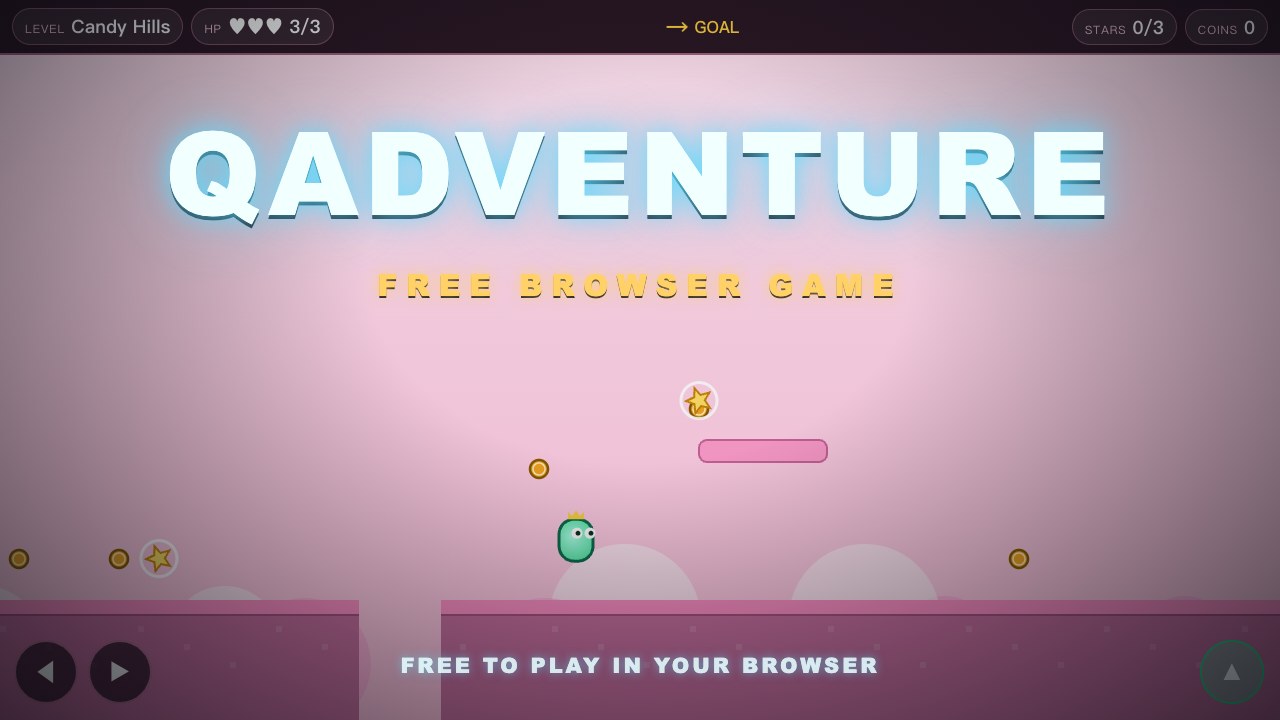 LEVEL Candy Hills
HP ♥♥♥ 3/3
→ GOAL
STARS 0/3
COINS 0
QADVENTURE
FREE BROWSER GAME
FREE TO PLAY IN YOUR BROWSER